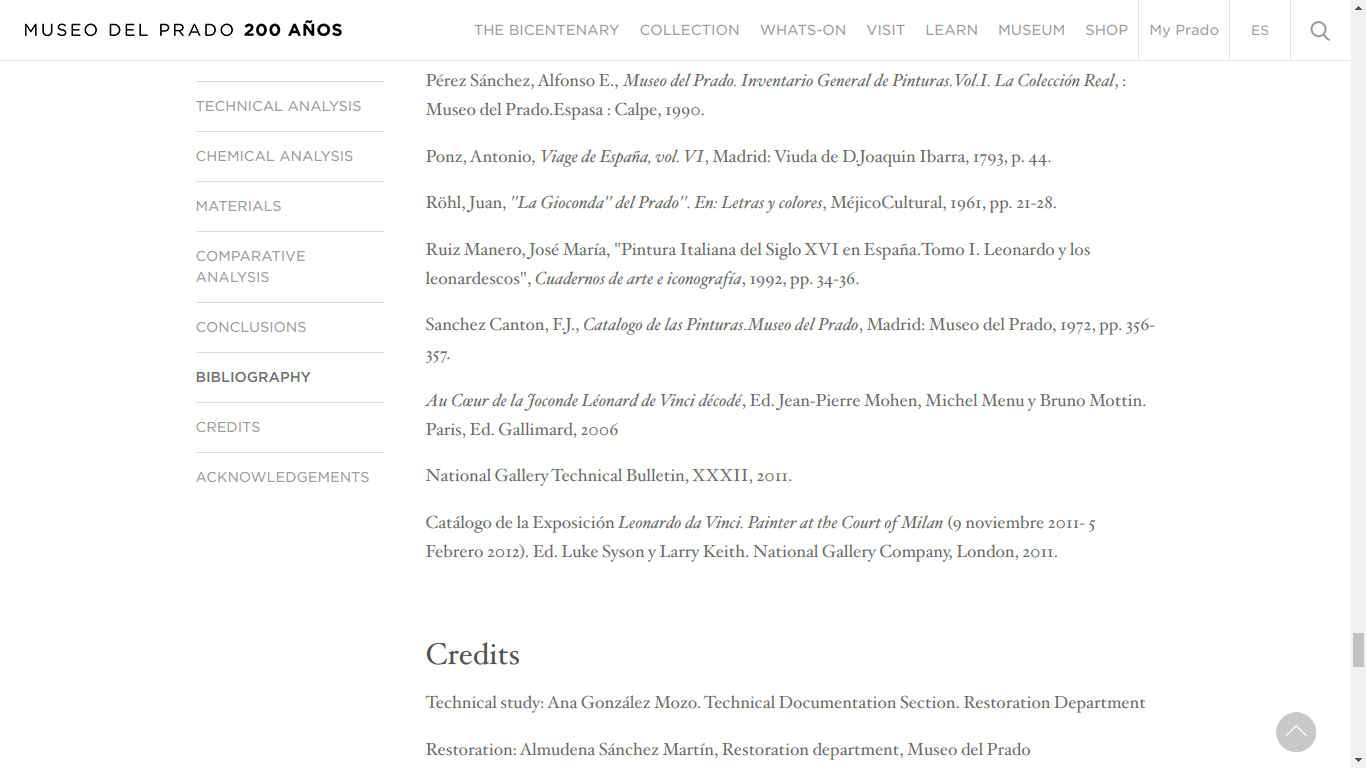 MUSEO DEL PRADO 200 AÑOS
THE BICENTENARY COLLECTION WHATS-ON VISIT LEARN MUSEUM SHOP My Prado ES
TECHNICAL ANALYSIS
CHEMICAL ANALYSIS
MATERIALS
COMPARATIVE
ANALYSIS
CONCLUSIONS
BIBLIOGRAPHY
CREDITS
ACKNOWLEDGEMENTS
Pérez Sánchez, Alfonso E., Museo del Prado. Inventario General de Pinturas.Vol.I. La Colección Real, :
Museo del Prado.Espasa : Calpe, 1990.
Ponz, Antonio, Viage de España, vol. VI, Madrid: Viuda de D.Joaquin Ibarra, 1793, p. 44.
Röhl, Juan, "La Gioconda" del Prado". En: Letras y colores, MéjicoCultural, 1961, pp. 21-28.
Ruiz Manero, José María, "Pintura Italiana del Siglo XVI en España.Tomo I. Leonardo y los
leonardescos", Cuadernos de arte e iconografía, 1992, pp. 34-36.
Sanchez Canton, F.J., Catalogo de las Pinturas.Museo del Prado, Madrid: Museo del Prado, 1972, pp. 356-
357.
Au Cœur de la Joconde Léonard de Vinci décodé, Ed. Jean-Pierre Mohen, Michel Menu y Bruno Mottin.
Paris, Ed. Gallimard, 2006
National Gallery Technical Bulletin, XXXII, 2011.
Catálogo de la Exposición Leonardo da Vinci. Painter at the Court of Milan (9 noviembre 2011- 5
Febrero 2012). Ed. Luke Syson y Larry Keith. National Gallery Company, London, 2011.
Credits
Technical study: Ana González Mozo. Technical Documentation Section. Restoration Department
Restoration: Almudena Sánchez Martín, Restoration department, Museo del Prado